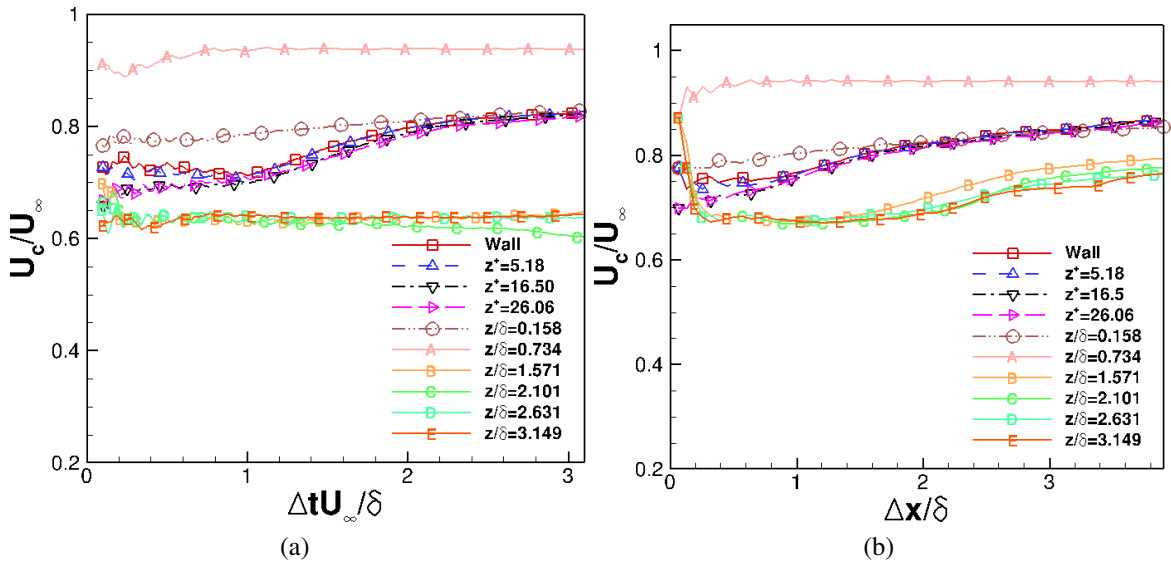 1
0.8
0.6
0.4
0.2
U_c/U_∞
0
1
2
3
ΔtU_∞/δ
Wall
z⁺=5.18
z⁺=16.50
z⁺=26.06
z/δ=0.158
A z/δ=0.734
B z/δ=1.571
C z/δ=2.101
D z/δ=2.631
E z/δ=3.149
(a)
1
0.8
0.6
0.4
0.2
U_c/U_∞
0
1
2
3
Δx/δ
Wall
z⁺=5.18
z⁺=16.5
z⁺=26.06
z/δ=0.158
A z/δ=0.734
B z/δ=1.571
C z/δ=2.101
D z/δ=2.631
E z/δ=3.149
(b)